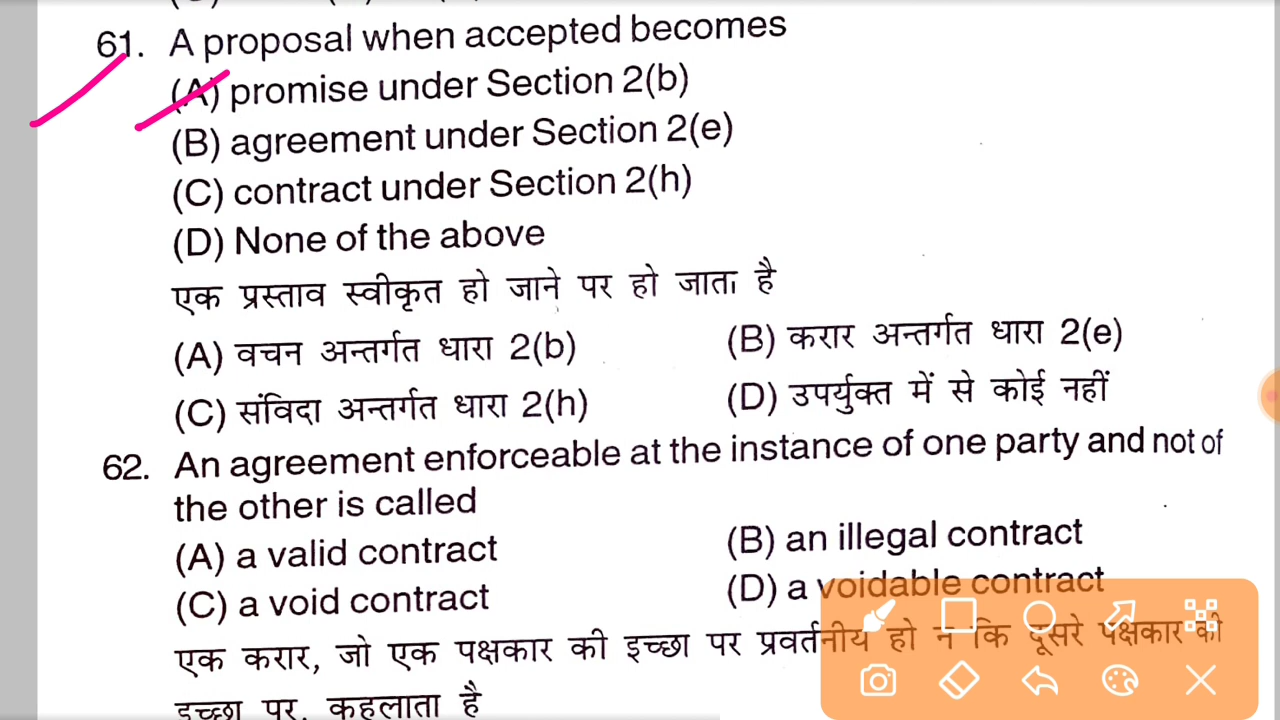 61. A proposal when accepted becomes
(A) promise under Section 2(b)
(B) agreement under Section 2(e)
(C) contract under Section 2(h)
(D) None of the above
एक प्रस्ताव स्वीकृत हो जाने पर हो जाता है
(A) वचन अन्तर्गत धारा 2(b) (B) करार अन्तर्गत धारा 2(e)
(C) संविदा अन्तर्गत धारा 2(h) (D) उपर्युक्त में से कोई नहीं
62. An agreement enforceable at the instance of one party and not of
the other is called
(A) a valid contract (B) an illegal contract
(C) a void contract (D) a voidable contract
एक करार, जो एक पक्षकार की इच्छा पर प्रवर्तनीय हो न कि दूसरे पक्षकार की
इच्छा पर, कहलाता है